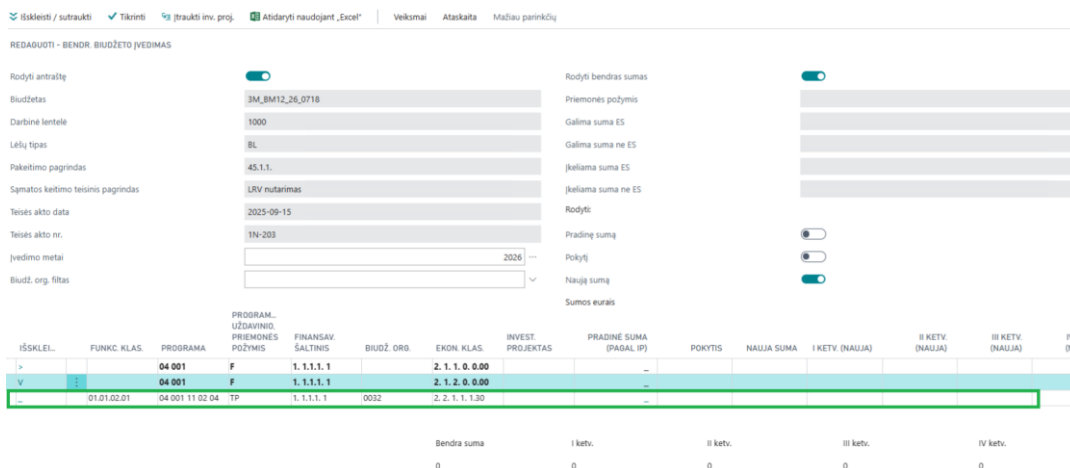 Išskleisti / sutraukti Tikrinti Įtraukti inv. proj. Atidaryti naudojant „Excel“ Veiksmai Ataskaita Mažiau parinkčių
REDAGUOTI - BENDR. BIUDŽETO ĮVEDIMAS
Rodyti antraštę
Biudžetas 3M_BM12_26_0718
Darbinė lentelė 1000
Lėšų tipas BL
Pakeitimo pagrindas 45.1.1.
Sąmatos keitimo teisinis pagrindas LRV nutarimas
Teisės akto data 2025-09-15
Teisės akto nr. 1N-203
Įvedimo metai 2026 ...
Biudž. org. filtas
Rodyti bendras sumas
Priemonės požymis
Galima suma ES
Galima suma ne ES
Įkeliama suma ES
Įkeliama suma ne ES
Rodyti:
Pradinę sumą
Pokytį
Naują sumą
Sumos eurais
IŠSKLEI... FUNKC. KLAS. PROGRAMA PROGRAM... UŽDAVINIO, PRIEMONĖS POŽYMIS FINANSAV. ŠALTINIS BIUDŽ. ORG. EKON. KLAS. INVEST. PROJEKTAS PRADINĖ SUMA (PAGAL IP) POKYTIS NAUJA SUMA I KETV. (NAUJA) II KETV. (NAUJA) III KETV. (NAUJA)
> 04 001 F 1. 1.1.1. 1 2. 1. 1. 0. 0.00 _
V 04 001 F 1. 1.1.1. 1 2. 1. 2. 0. 0.00 _
_ 01.01.02.01 04 001 11 02 04 TP 1. 1.1.1. 1 0032 2. 2. 1. 1. 1.30 _
Bendra suma I ketv. II ketv. III ketv. IV ketv.
0 0 0 0 0